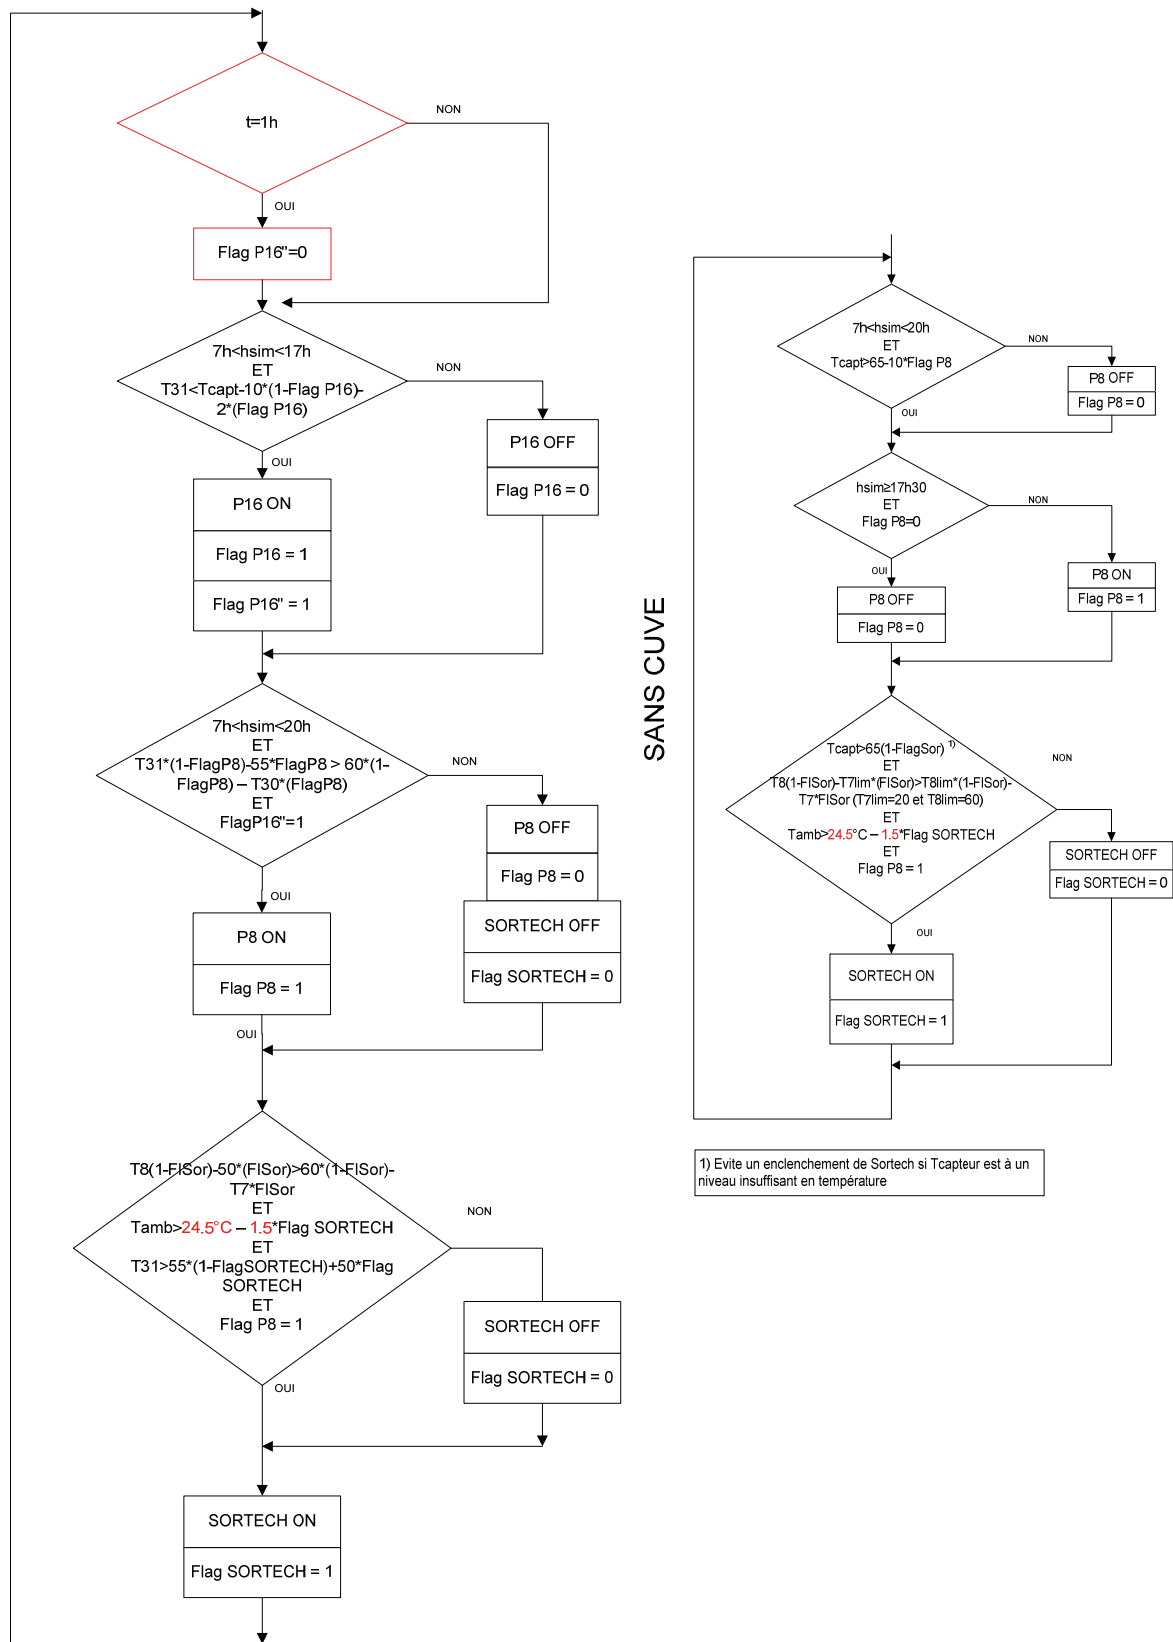 t=1h
NON
OUI
Flag P16"=0
7h<hsim<17h
ET
T31<Tcapt-10*(1-Flag P16)-
2*(Flag P16)
NON
OUI
P16 OFF
Flag P16 = 0
P16 ON
Flag P16 = 1
Flag P16" = 1
7h<hsim<20h
ET
T31*(1-FlagP8)-55*FlagP8 > 60*(1-
FlagP8) – T30*(FlagP8)
ET
FlagP16"=1
NON
OUI
P8 OFF
Flag P8 = 0
SORTECH OFF
Flag SORTECH = 0
P8 ON
Flag P8 = 1
OUI
T8(1-FlSor)-50*(FlSor)>60*(1-FlSor)-
T7*FlSor
ET
Tamb>24.5°C – 1.5*Flag SORTECH
ET
T31>55*(1-FlagSORTECH)+50*Flag
SORTECH
ET
Flag P8 = 1
NON
OUI
SORTECH OFF
Flag SORTECH = 0
SORTECH ON
Flag SORTECH = 1
SANS CUVE
7h<hsim<20h
ET
Tcapt>65-10*Flag P8
NON
OUI
P8 OFF
Flag P8 = 0
hsim≥17h30
ET
Flag P8=0
NON
OUI
P8 ON
Flag P8 = 1
P8 OFF
Flag P8 = 0
Tcapt>65(1-FlagSor) 1)
ET
T8(1-FlSor)-T7lim*(FlSor)>T8lim*(1-FlSor)-
T7*FlSor (T7lim=20 et T8lim=60)
ET
Tamb>24.5°C – 1.5*Flag SORTECH
ET
Flag P8 = 1
NON
OUI
SORTECH OFF
Flag SORTECH = 0
SORTECH ON
Flag SORTECH = 1
1) Evite un enclenchement de Sortech si Tcapteur est à un
niveau insuffisant en température